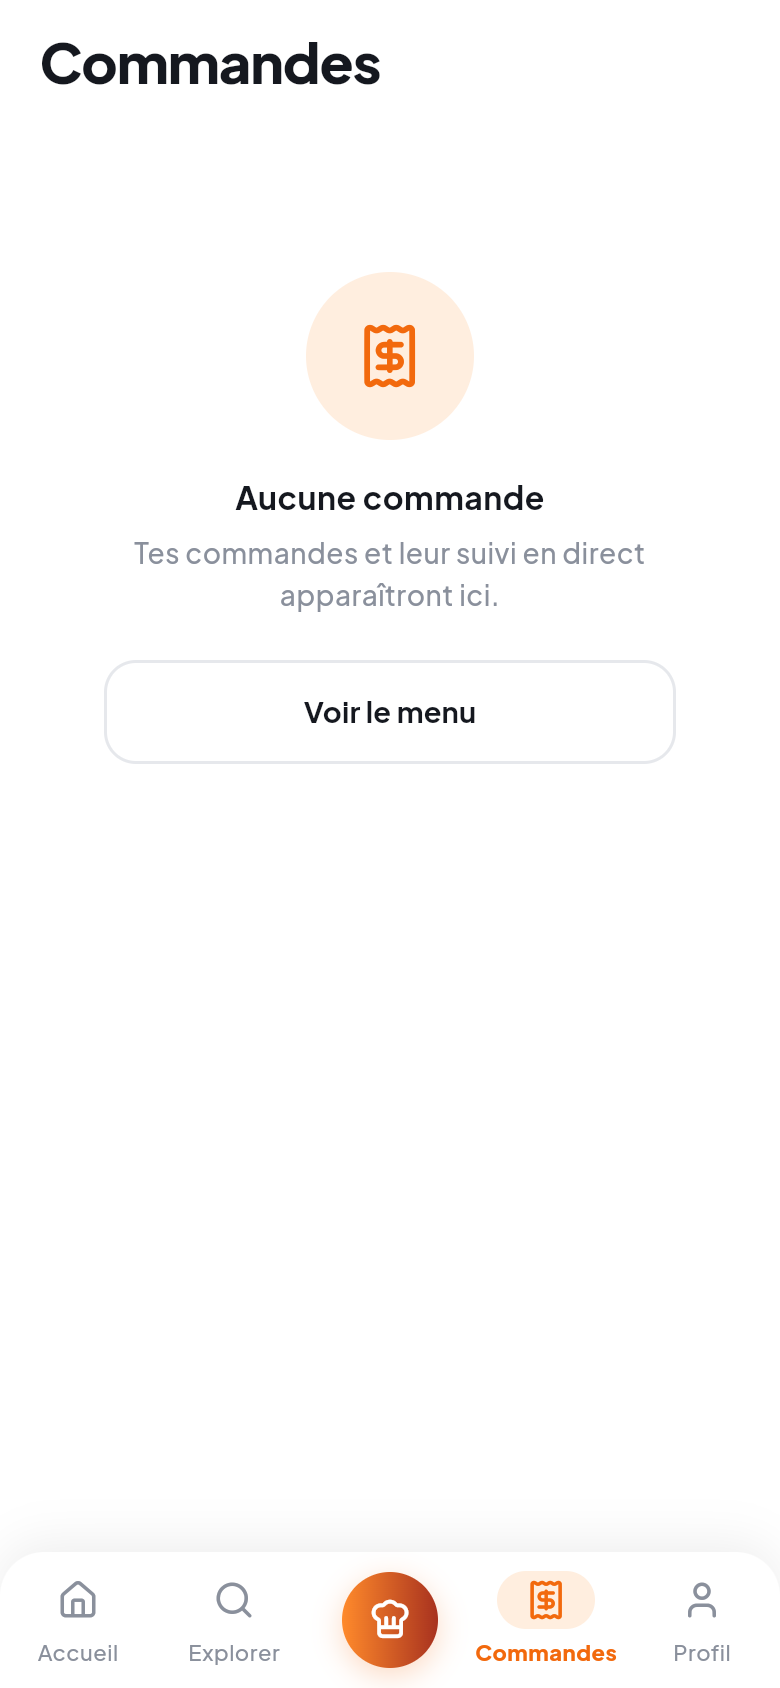 Commandes
Aucune commande
Tes commandes et leur suivi en direct
apparaîtront ici.
Voir le menu
Accueil
Explorer
Commandes
Profil